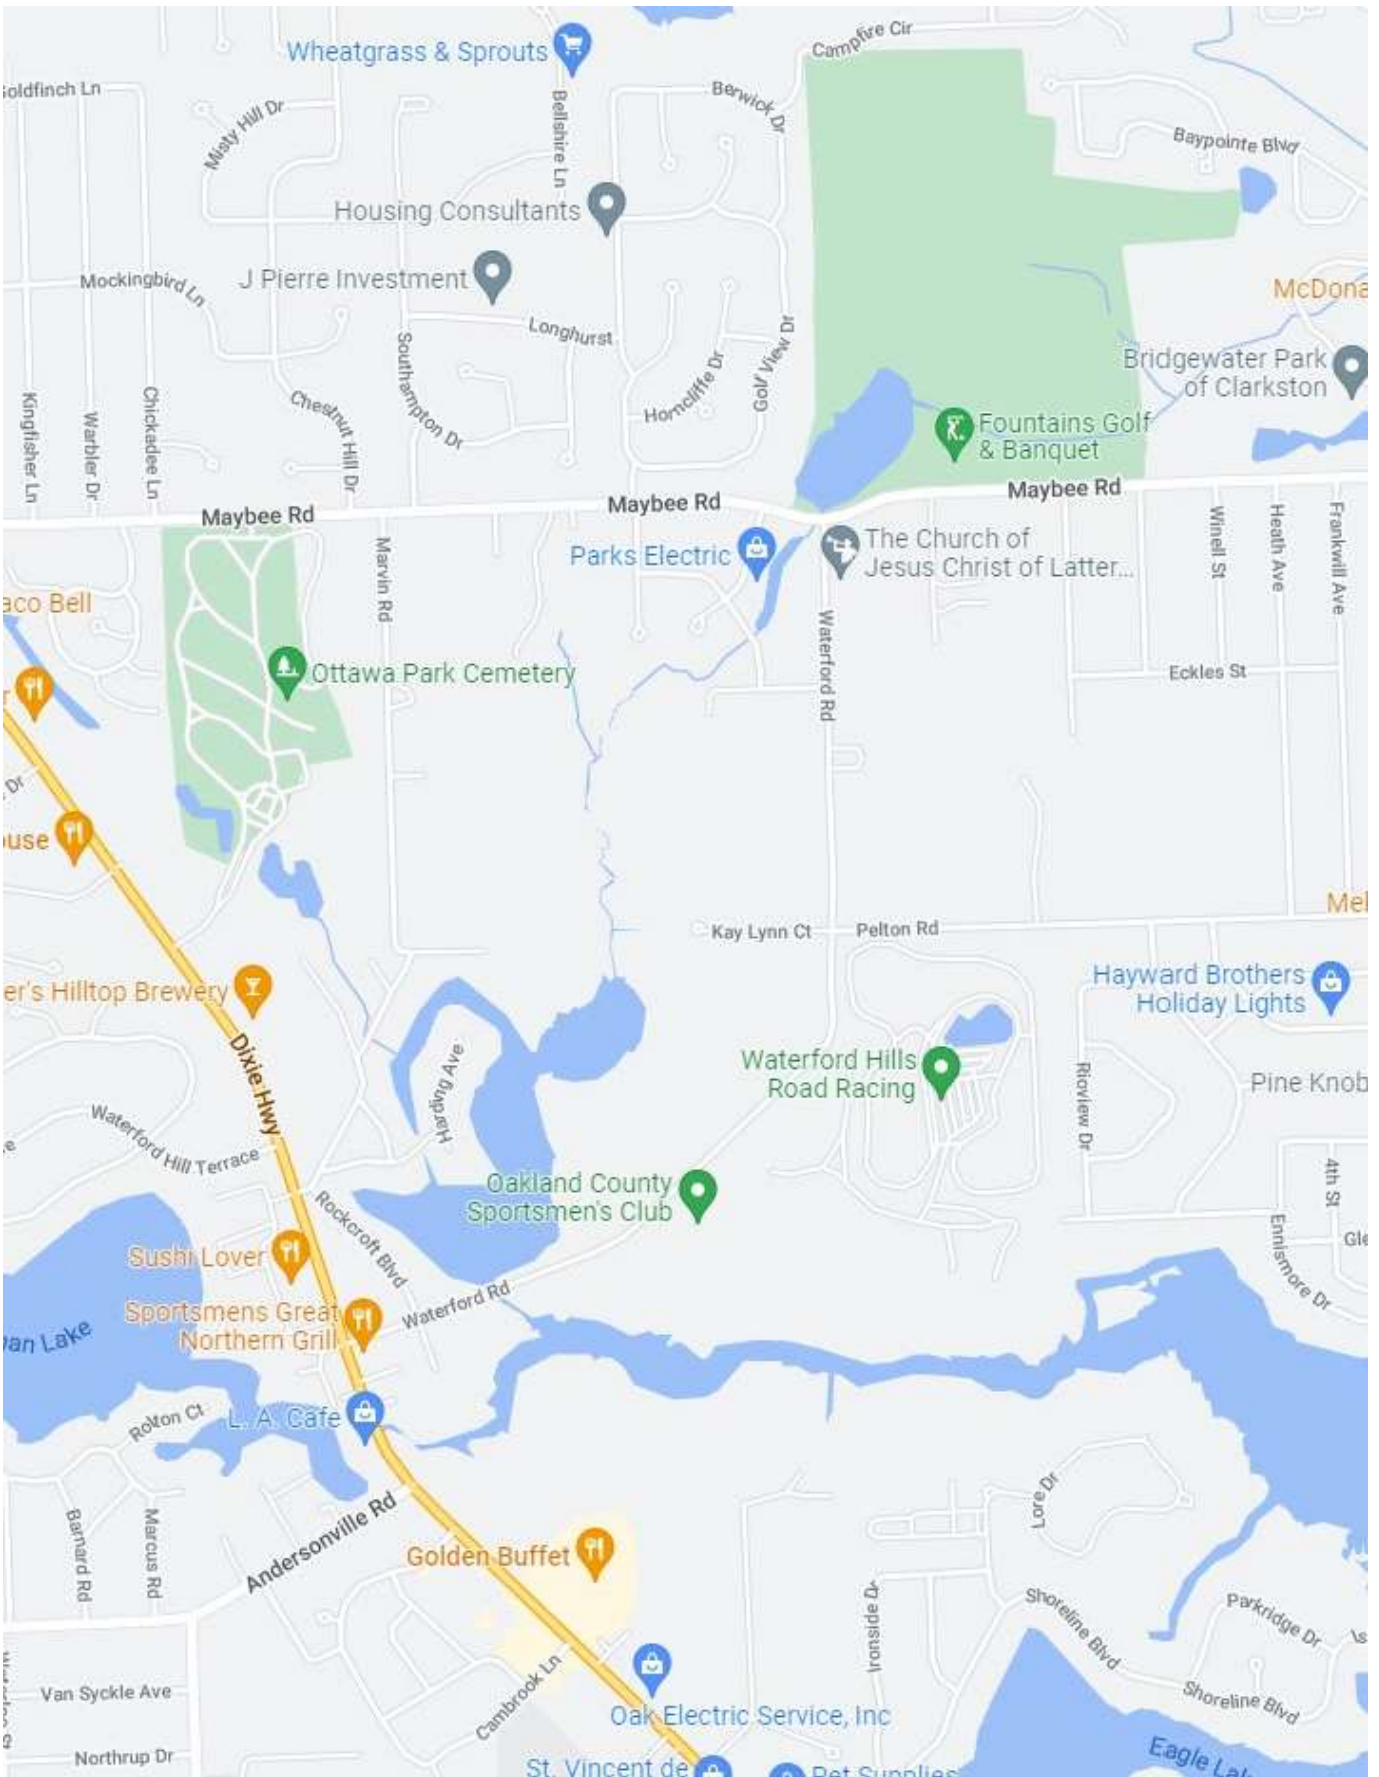 Wheatgrass & Sprouts
Campfire Cir
Goldfinch Ln
Misty Hill Dr
Bellshire Ln
Berwick Dr
Baypointe Blvd
Housing Consultants
J Pierre Investment
Mockingbird Ln
McDona
Longhurst
Southampton Dr
Golf View Dr
Horncliffe Dr
Bridgewater Park
of Clarkston
Kingfisher Ln
Warbler Dr
Chickadee Ln
Chestnut Hill Dr
Fountains Golf
& Banquet
Maybee Rd
Maybee Rd
Maybee Rd
Marvin Rd
Parks Electric
The Church of
Jesus Christ of Latter...
Winell St
Heath Ave
Frankwill Ave
aco Bell
Waterford Rd
Ottawa Park Cemetery
Eckles St
r
Dr
ouse
Mel
Kay Lynn Ct
Pelton Rd
er's Hilltop Brewery
Hayward Brothers
Holiday Lights
Dixie Hwy
Harding Ave
Waterford Hills
Road Racing
Rioview Dr
Pine Knob
Waterford Hill Terrace
e
4th St
Oakland County
Sportsmen's Club
Rockcroft Blvd
Ennismore Dr
Gle
Sushi Lover
Waterford Rd
Sportsmens Great
Northern Grill
van Lake
Rolton Ct
L. A. Cafe
Lore Dr
Barnard Rd
Marcus Rd
Andersonville Rd
Golden Buffet
Ironside Dr
Shoreline Blvd
Parkridge Dr
Cambrook Ln
Van Syckle Ave
Shoreline Blvd
Oak Electric Service, Inc
Northrup Dr
Eagle Lak
St. Vincent de
Pet Supplies